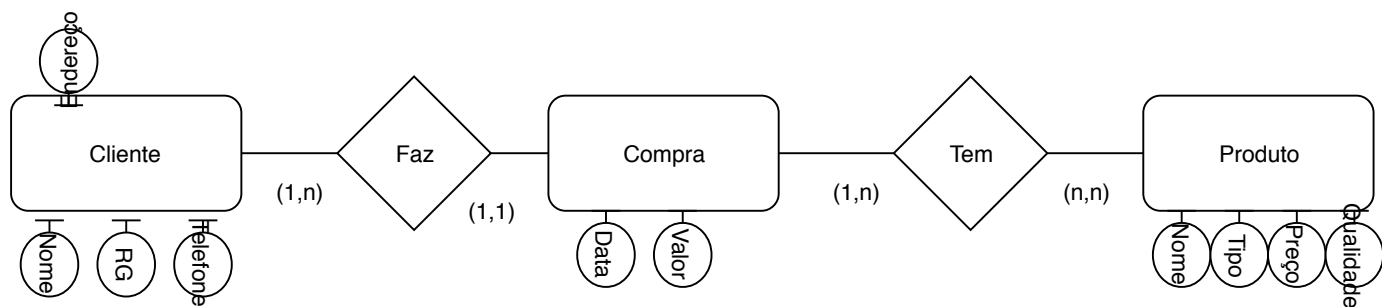 Endereço
Cliente
Faz
Compra
Tem
Produto
(1,n)
(1,1)
(1,n)
(n,n)
Nome
RG
Telefone
Data
Valor
Nome
Tipo
Preço
Qualidade